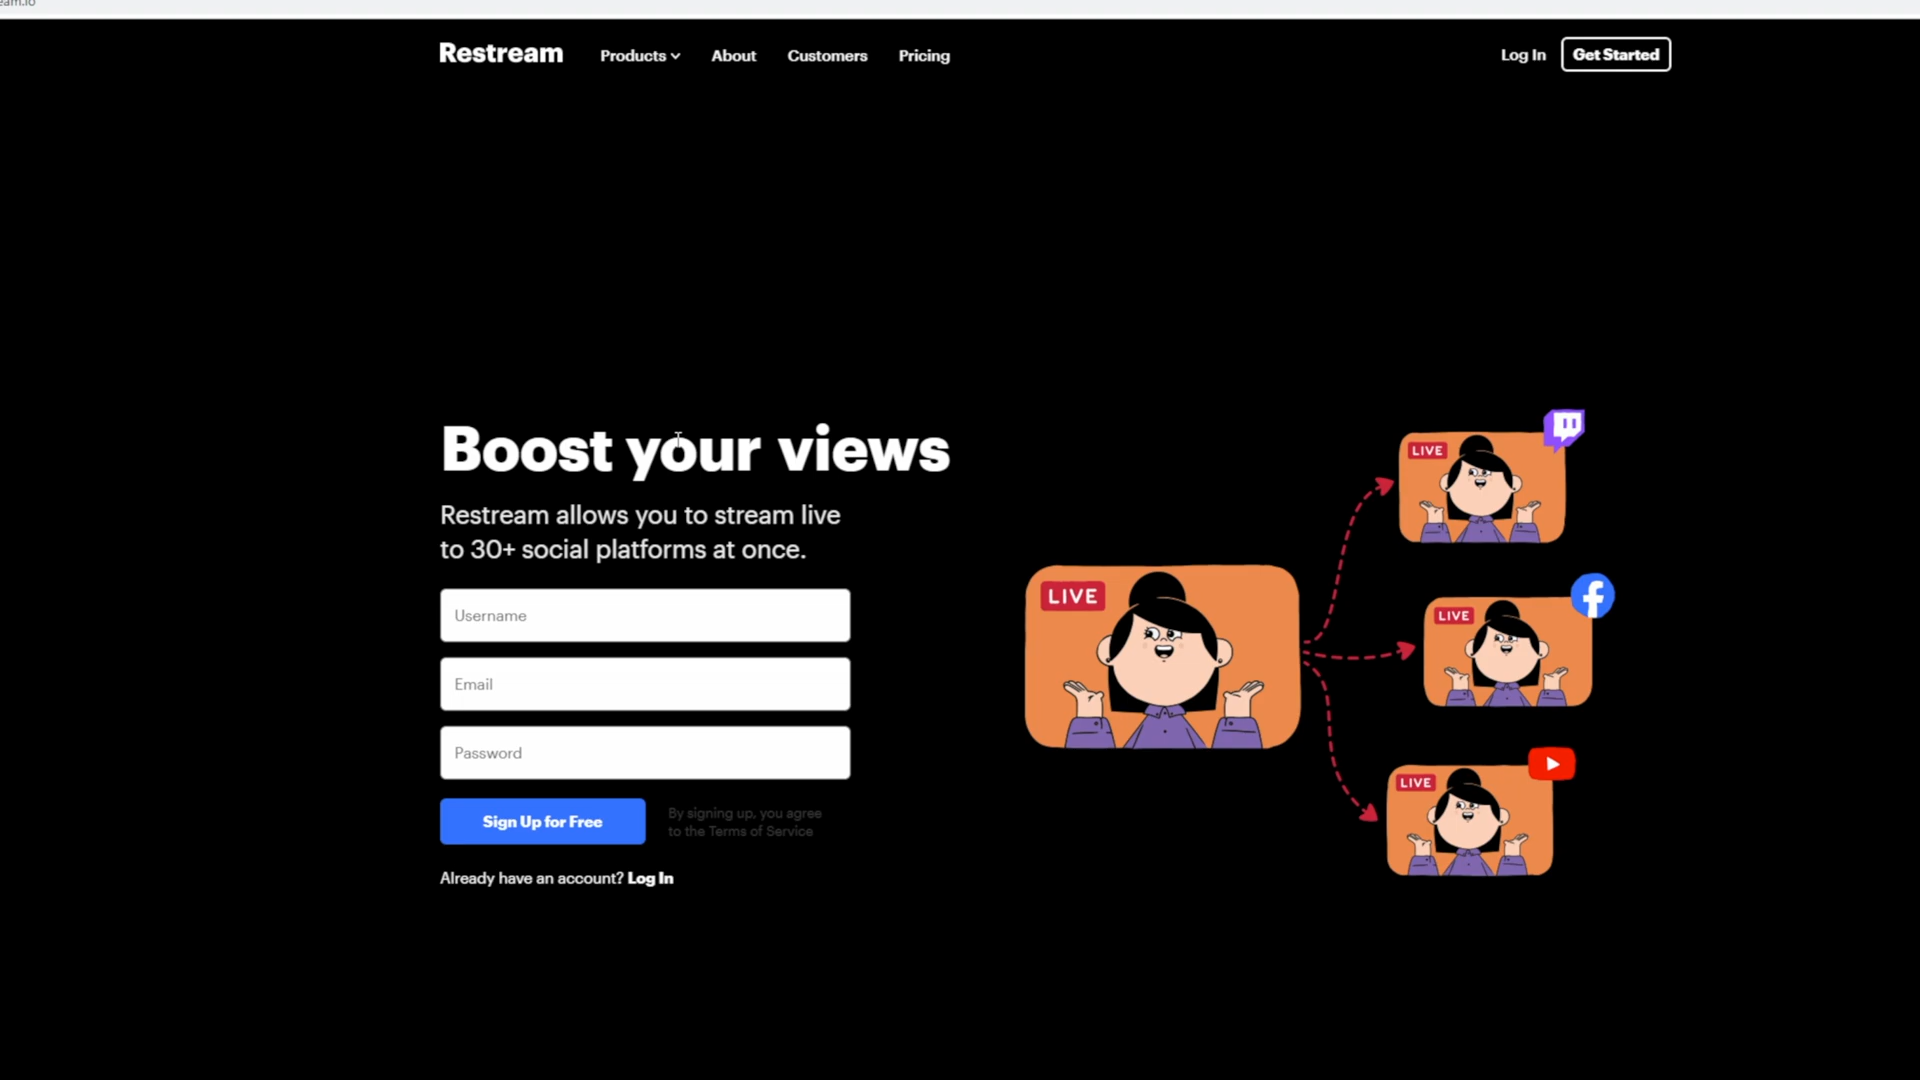 Restream Products About Customers Pricing Log In Get Started
Boost your views
Restream allows you to stream live
to 30+ social platforms at once.
Username
Email
Password
Sign Up for Free
By signing up, you agree
to the Terms of Service
Already have an account? Log In
LIVE
LIVE
LIVE
LIVE